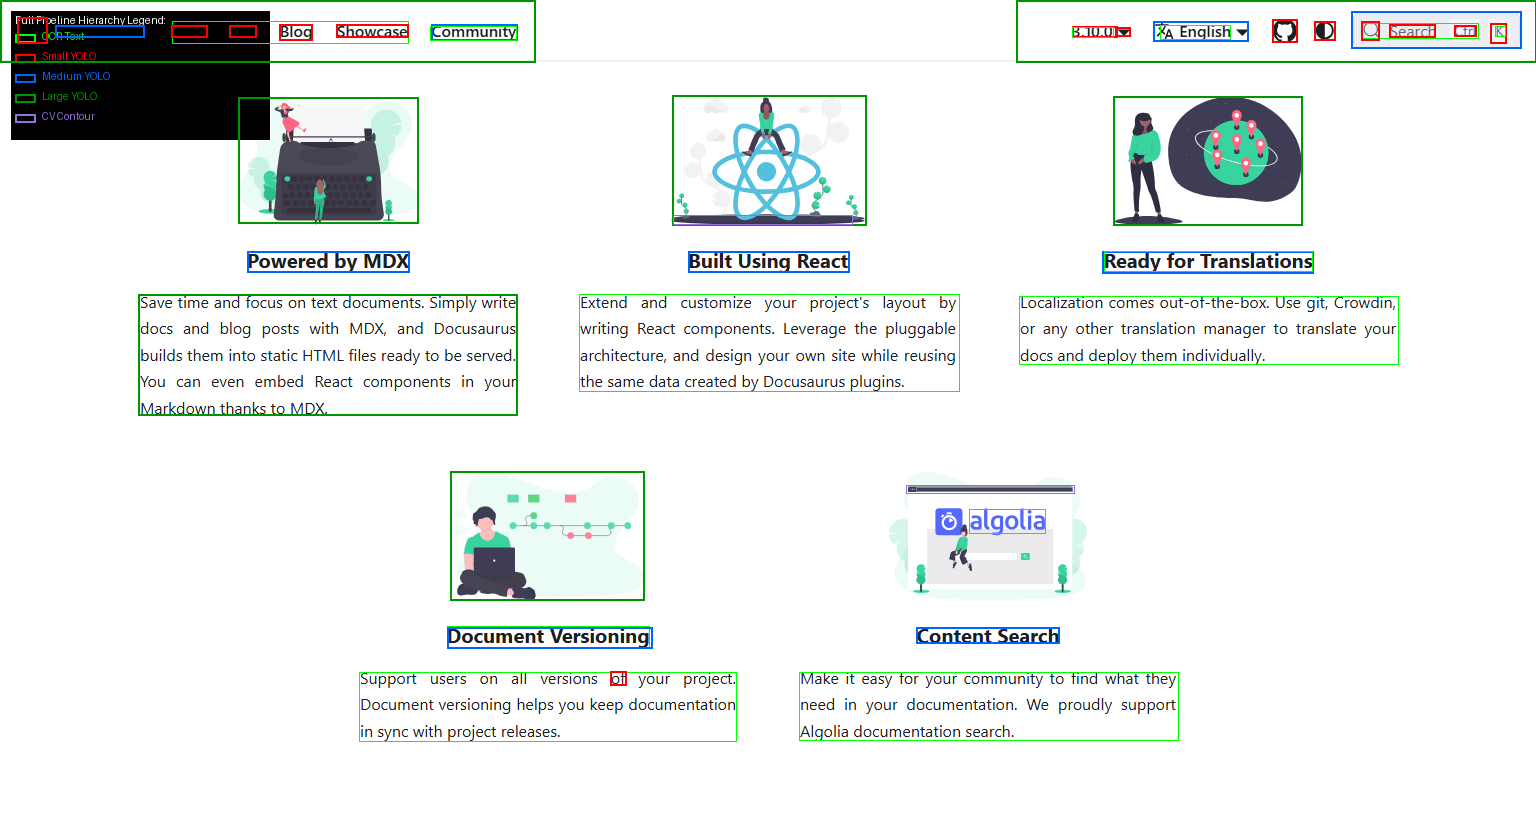 Full Pipeline Hierarchy Legend:
OCR Text
Small YOLO
Medium YOLO
Large YOLO
CVContour
Blog Showcase Community
3.10.0 English Search Ctrl K
Powered by MDX
Save time and focus on text documents. Simply write
docs and blog posts with MDX, and Docusaurus
builds them into static HTML files ready to be served.
You can even embed React components in your
Markdown thanks to MDX.
Built Using React
Extend and customize your project's layout by
writing React components. Leverage the pluggable
architecture, and design your own site while reusing
the same data created by Docusaurus plugins.
Ready for Translations
Localization comes out-of-the-box. Use git, Crowdin,
or any other translation manager to translate your
docs and deploy them individually.
Document Versioning
Support users on all versions of your project.
Document versioning helps you keep documentation
in sync with project releases.
algolia
Content Search
Make it easy for your community to find what they
need in your documentation. We proudly support
Algolia documentation search.